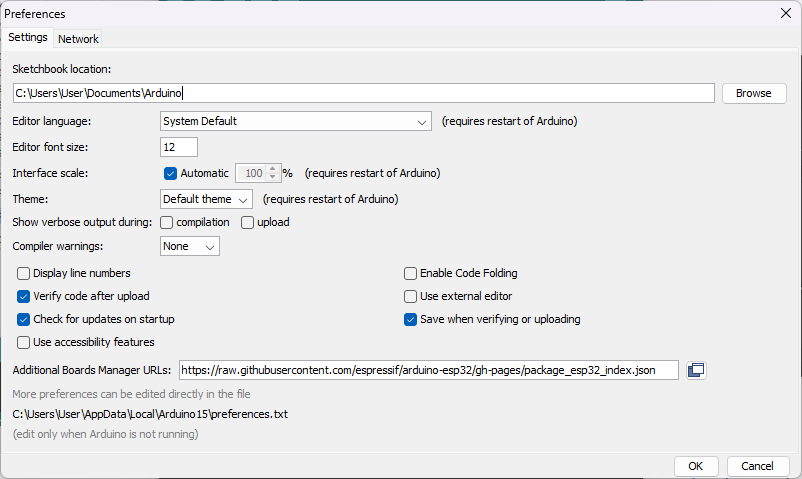 Preferences
Settings Network
Sketchbook location:
C:\Users\User\Documents\Arduino Browse
Editor language: System Default (requires restart of Arduino)
Editor font size: 12
Interface scale: Automatic 100 % (requires restart of Arduino)
Theme: Default theme (requires restart of Arduino)
Show verbose output during: compilation upload
Compiler warnings: None
Display line numbers Enable Code Folding
Verify code after upload Use external editor
Check for updates on startup Save when verifying or uploading
Use accessibility features
Additional Boards Manager URLs: https://raw.githubusercontent.com/espressif/arduino-esp32/gh-pages/package_esp32_index.json
More preferences can be edited directly in the file
C:\Users\User\AppData\Local\Arduino15\preferences.txt
(edit only when Arduino is not running)
OK Cancel